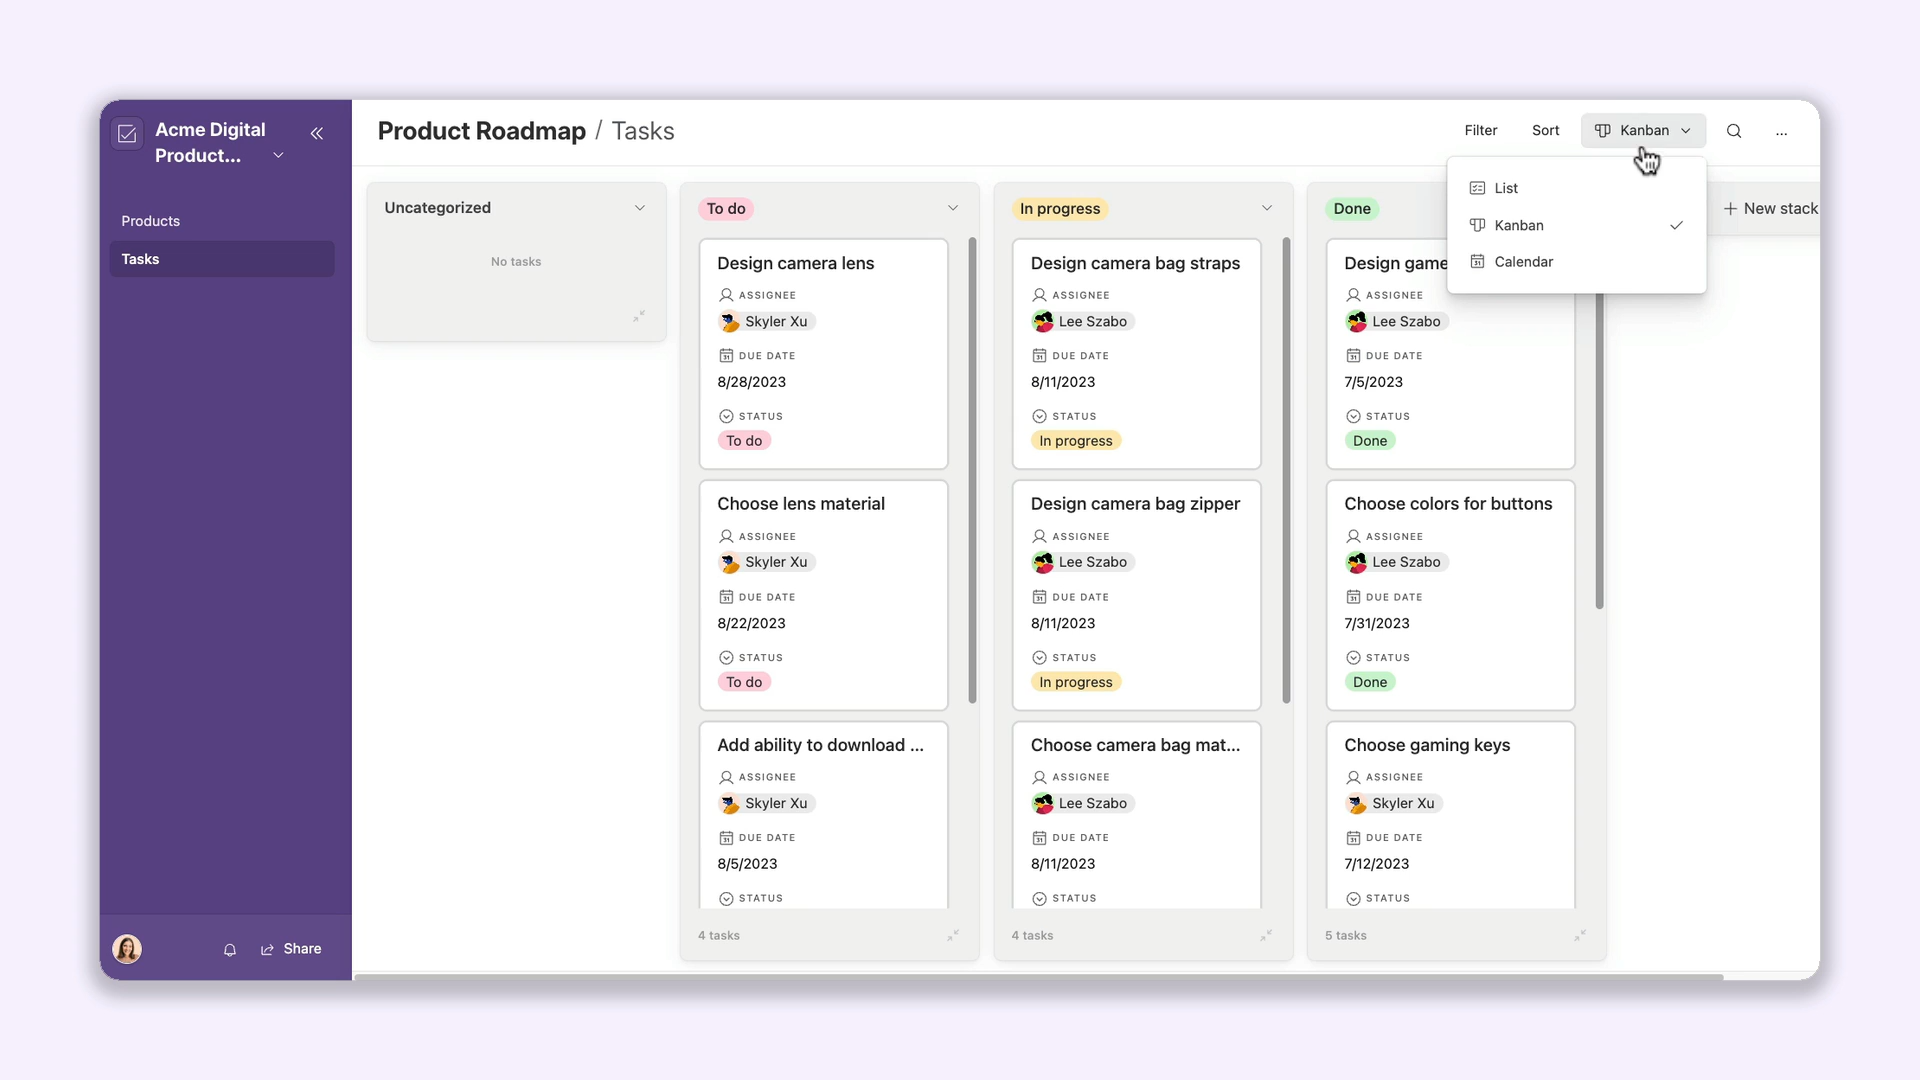 Acme Digital
Product...
Products
Tasks
Share
Product Roadmap / Tasks
Filter
Sort
Kanban
...
List
Kanban
Calendar
+ New stack
Uncategorized
No tasks
To do
Design camera lens
ASSIGNEE
Skyler Xu
DUE DATE
8/28/2023
STATUS
To do
Choose lens material
ASSIGNEE
Skyler Xu
DUE DATE
8/22/2023
STATUS
To do
Add ability to download ...
ASSIGNEE
Skyler Xu
DUE DATE
8/5/2023
STATUS
4 tasks
In progress
Design camera bag straps
ASSIGNEE
Lee Szabo
DUE DATE
8/11/2023
STATUS
In progress
Design camera bag zipper
ASSIGNEE
Lee Szabo
DUE DATE
8/11/2023
STATUS
In progress
Choose camera bag mat...
ASSIGNEE
Lee Szabo
DUE DATE
8/11/2023
STATUS
4 tasks
Done
Design game
ASSIGNEE
Lee Szabo
DUE DATE
7/5/2023
STATUS
Done
Choose colors for buttons
ASSIGNEE
Lee Szabo
DUE DATE
7/31/2023
STATUS
Done
Choose gaming keys
ASSIGNEE
Skyler Xu
DUE DATE
7/12/2023
STATUS
5 tasks